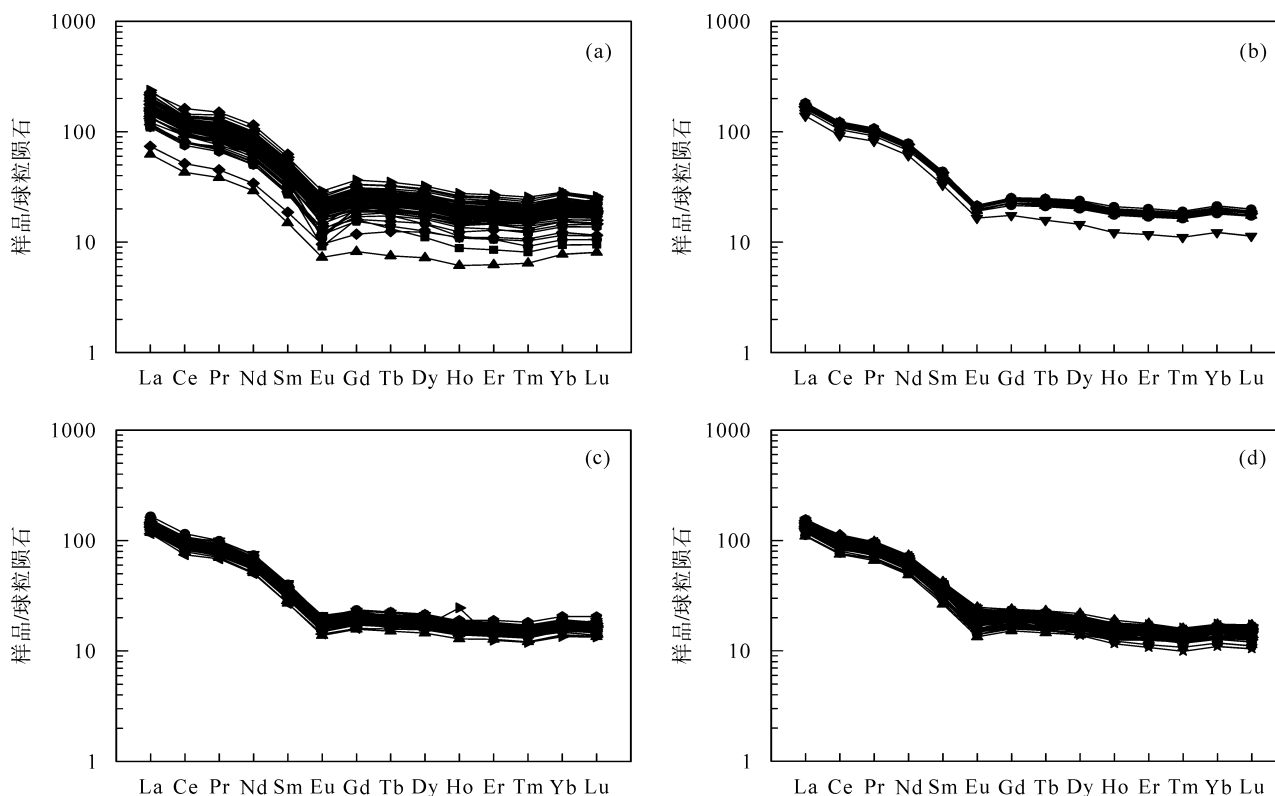 1000
100
10
1
样品/球粒陨石
(a)
La Ce Pr Nd Sm Eu Gd Tb Dy Ho Er Tm Yb Lu
1000
100
10
1
样品/球粒陨石
(b)
La Ce Pr Nd Sm Eu Gd Tb Dy Ho Er Tm Yb Lu
1000
100
10
1
样品/球粒陨石
(c)
La Ce Pr Nd Sm Eu Gd Tb Dy Ho Er Tm Yb Lu
1000
100
10
1
样品/球粒陨石
(d)
La Ce Pr Nd Sm Eu Gd Tb Dy Ho Er Tm Yb Lu